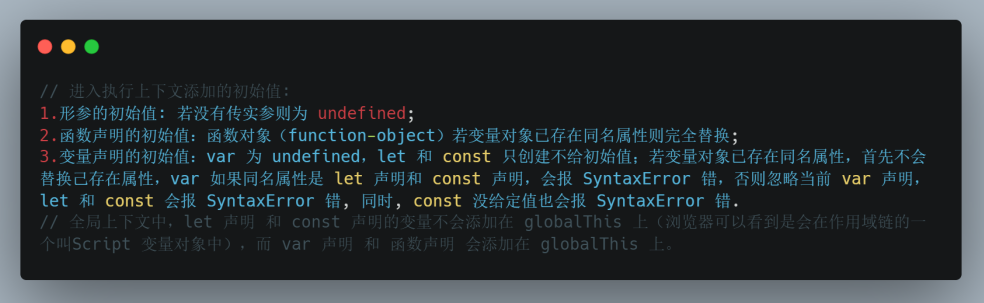 // 进入执行上下文添加的初始值:
1.形参的初始值: 若没有传实参则为 undefined;
2.函数声明的初始值: 函数对象（function-object）若变量对象已存在同名属性则完全替换;
3.变量声明的初始值: var 为 undefined, let 和 const 只创建不给初始值; 若变量对象已存在同名属性, 首先不会
替换己存在属性, var 如果同名属性是 let 声明和 const 声明, 会报 SyntaxError 错, 否则忽略当前 var 声明,
let 和 const 会报 SyntaxError 错, 同时, const 没给定值也会报 SyntaxError 错.
// 全局上下文中, let 声明 和 const 声明的变量不会添加在 globalThis 上（浏览器可以看到是会在作用域链的一
个叫Script 变量对象中）, 而 var 声明 和 函数声明 会添加在 globalThis 上。